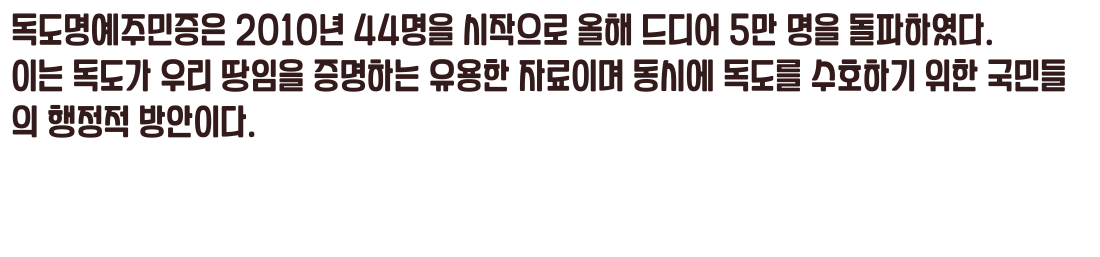 독도명예주민증은 2010년 44명을 시작으로 올해 드디어 5만 명을 돌파하였다.
이는 독도가 우리 땅임을 증명하는 유용한 자료이며 동시에 독도를 수호하기 위한 국민들
의 행정적 방안이다.